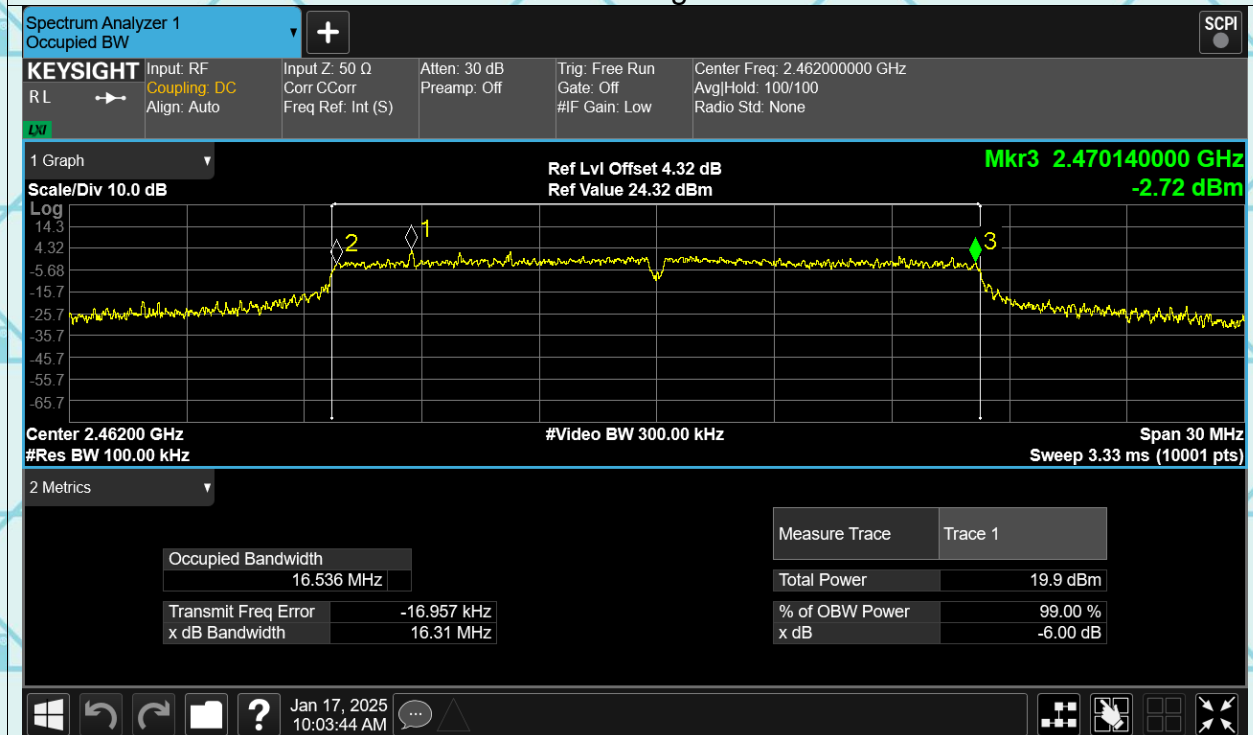 Spectrum Analyzer 1
Occupied BW
+
SCPI
KEYSIGHT
RL
LXI
Input: RF
Coupling: DC
Align: Auto
Input Z: 50 Ω
Corr CCorr
Freq Ref: Int (S)
Atten: 30 dB
Preamp: Off
Trig: Free Run
Gate: Off
#IF Gain: Low
Center Freq: 2.462000000 GHz
Avg|Hold: 100/100
Radio Std: None
1 Graph
Scale/Div 10.0 dB
Ref Lvl Offset 4.32 dB
Ref Value 24.32 dBm
Mkr3 2.470140000 GHz
-2.72 dBm
Log
14.3
4.32
-5.68
-15.7
-25.7
-35.7
-45.7
-55.7
-65.7
2
1
3
Center 2.46200 GHz
#Video BW 300.00 kHz
Span 30 MHz
#Res BW 100.00 kHz
Sweep 3.33 ms (10001 pts)
2 Metrics
Occupied Bandwidth
16.536 MHz
Transmit Freq Error -16.957 kHz
x dB Bandwidth 16.31 MHz
Measure Trace Trace 1
Total Power 19.9 dBm
% of OBW Power 99.00 %
x dB -6.00 dB
?
Jan 17, 2025
10:03:44 AM